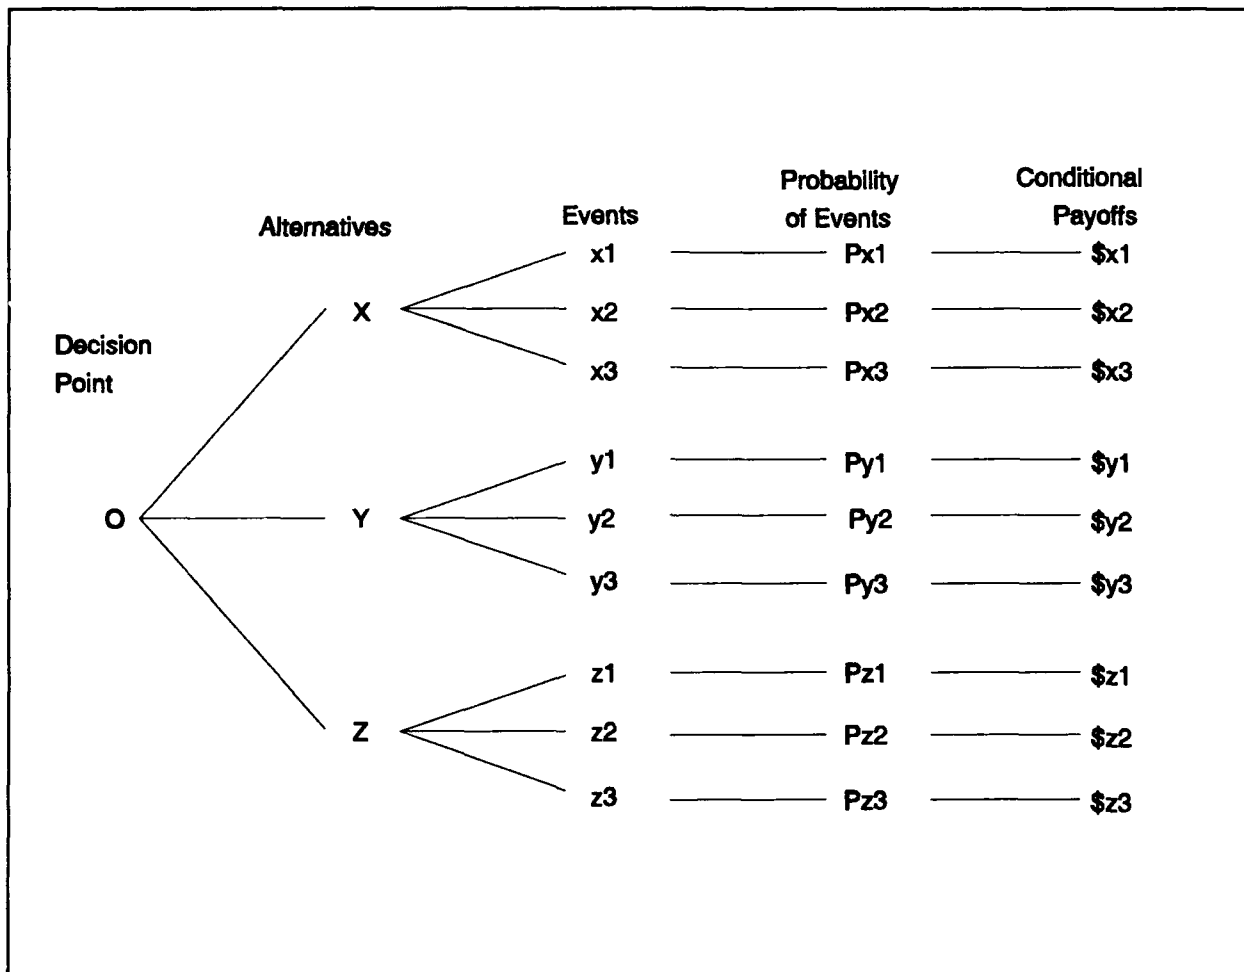 Probability Conditional
Alternatives Events of Events Payoffs
x1 Px1 $x1
X x2 Px2 $x2
Decision
Point
x3 Px3 $x3
y1 Py1 $y1
O Y y2 Py2 $y2
y3 Py3 $y3
z1 Pz1 $z1
Z z2 Pz2 $z2
z3 Pz3 $z3